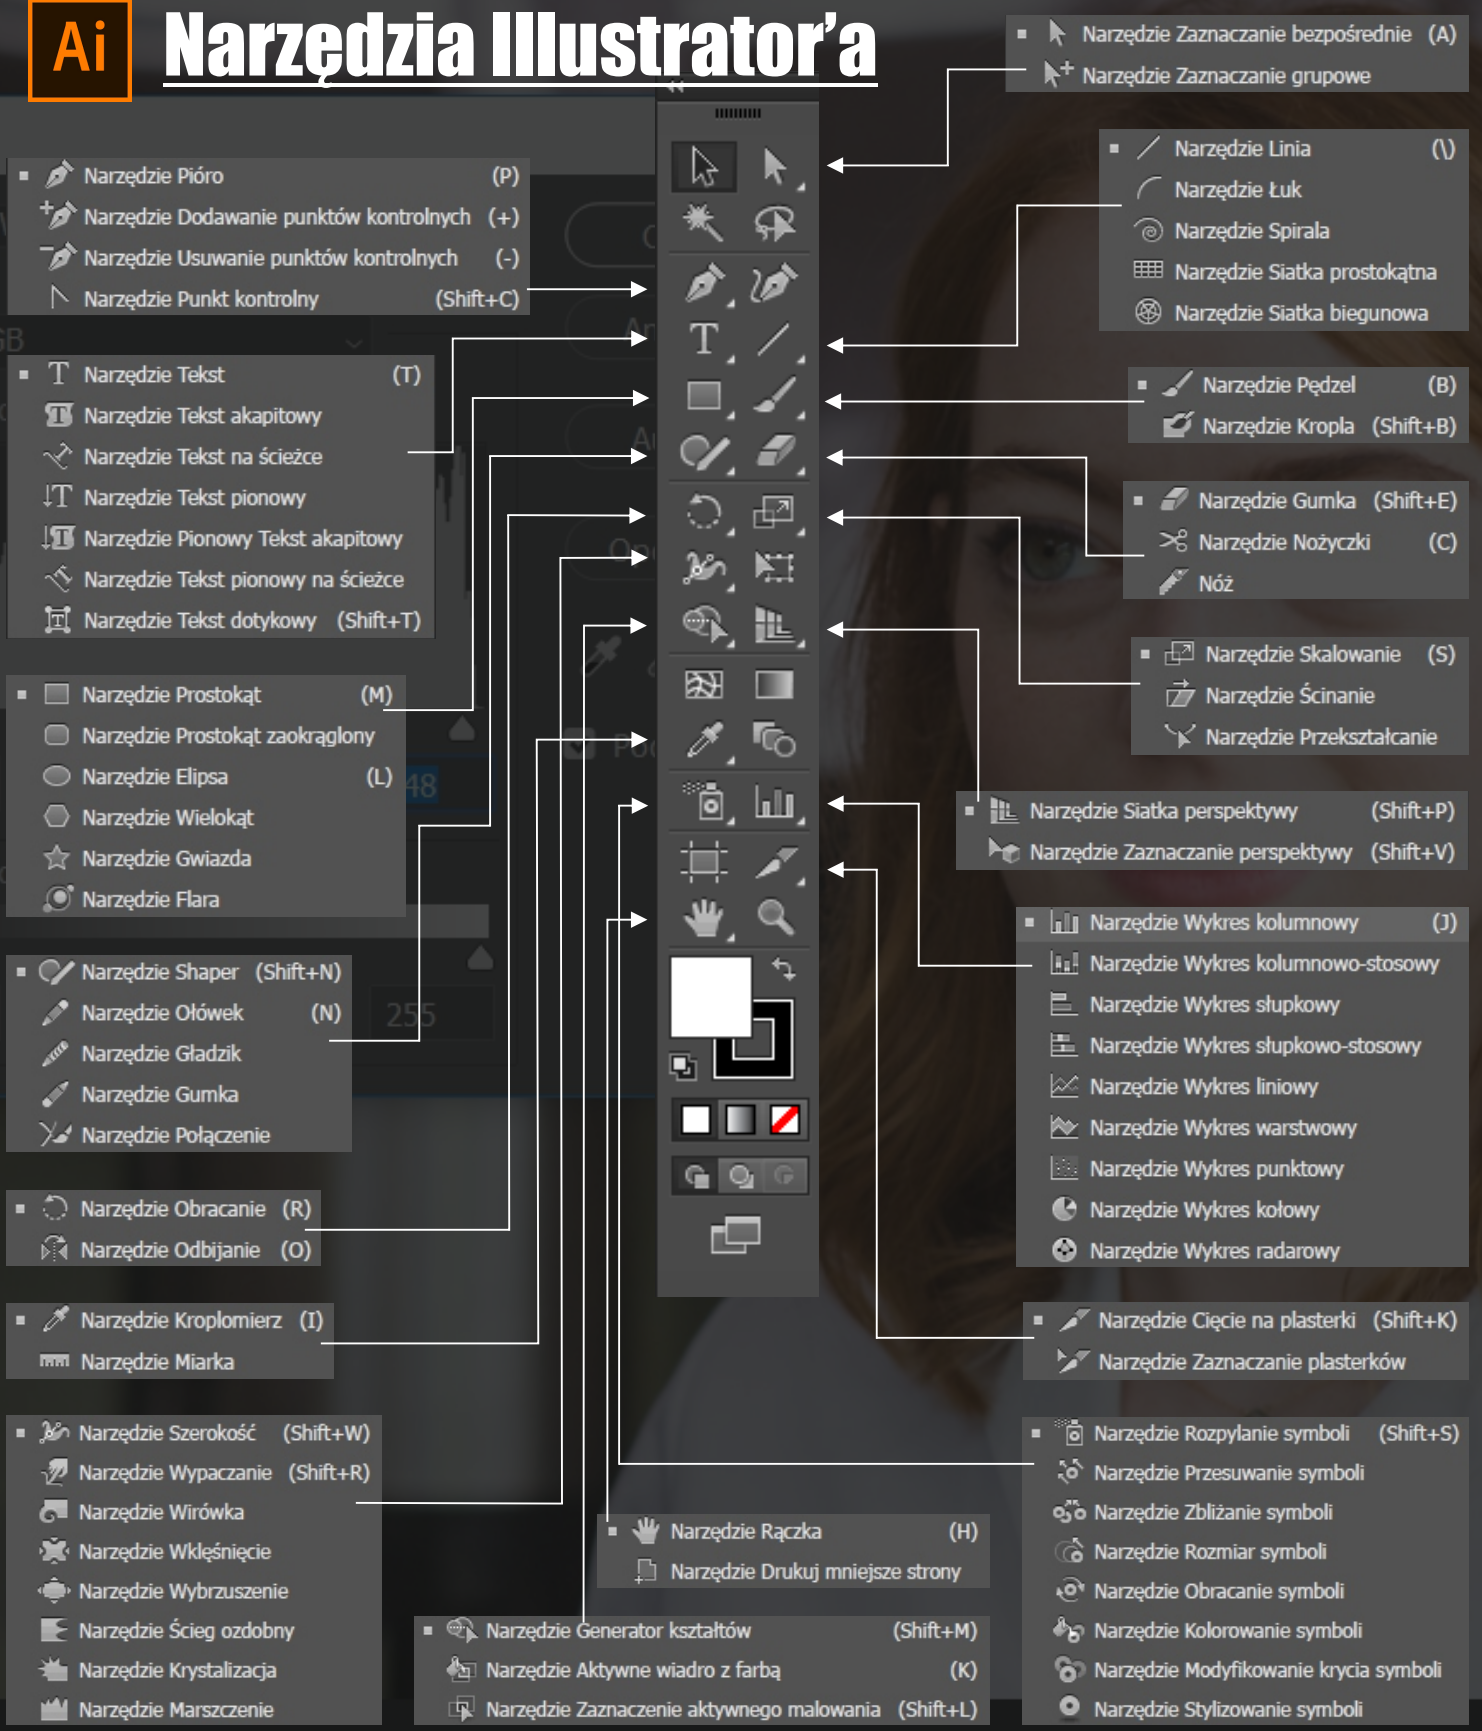 Ai
Narzędzia Illustrator’a
Narzędzie Zaznaczanie bezpośrednie (A)
Narzędzie Zaznaczanie grupowe
Narzędzie Pióro (P)
Narzędzie Dodawanie punktów kontrolnych (+)
Narzędzie Usuwanie punktów kontrolnych (-)
Narzędzie Punkt kontrolny (Shift+C)
Narzędzie Linia (\)
Narzędzie Łuk
Narzędzie Spirala
Narzędzie Siatka prostokątna
Narzędzie Siatka biegunowa
Narzędzie Tekst (T)
Narzędzie Tekst akapitowy
Narzędzie Tekst na ścieżce
Narzędzie Tekst pionowy
Narzędzie Pionowy Tekst akapitowy
Narzędzie Tekst pionowy na ścieżce
Narzędzie Tekst dotykowy (Shift+T)
Narzędzie Pędzel (B)
Narzędzie Kropla (Shift+B)
Narzędzie Gumka (Shift+E)
Narzędzie Nożyczki (C)
Nóż
Narzędzie Skalowanie (S)
Narzędzie Ścinanie
Narzędzie Przekształcanie
Narzędzie Prostokąt (M)
Narzędzie Prostokąt zaokrąglony
Narzędzie Elipsa (L)
Narzędzie Wielokąt
Narzędzie Gwiazda
Narzędzie Flara
48
Narzędzie Siatka perspektywy (Shift+P)
Narzędzie Zaznaczanie perspektywy (Shift+V)
Narzędzie Shaper (Shift+N)
Narzędzie Ołówek (N)
Narzędzie Gładzik
Narzędzie Gumka
Narzędzie Połączenie
255
Narzędzie Wykres kolumnowy (J)
Narzędzie Wykres kolumnowo-stosowy
Narzędzie Wykres słupkowy
Narzędzie Wykres słupkowo-stosowy
Narzędzie Wykres liniowy
Narzędzie Wykres warstwowy
Narzędzie Wykres punktowy
Narzędzie Wykres kołowy
Narzędzie Wykres radarowy
Narzędzie Obracanie (R)
Narzędzie Odbijanie (O)
Narzędzie Kroplomierz (I)
Narzędzie Miarka
Narzędzie Cięcie na plasterki (Shift+K)
Narzędzie Zaznaczanie plasterków
Narzędzie Szerokość (Shift+W)
Narzędzie Wypaczanie (Shift+R)
Narzędzie Wirówka
Narzędzie Wklęśnięcie
Narzędzie Wybrzuszenie
Narzędzie Ścieg ozdobny
Narzędzie Krystalizacja
Narzędzie Marszczenie
Narzędzie Rączka (H)
Narzędzie Drukuj mniejsze strony
Narzędzie Generator kształtów (Shift+M)
Narzędzie Aktywne wiadro z farbą (K)
Narzędzie Zaznaczenie aktywnego malowania (Shift+L)
Narzędzie Rozpylanie symboli (Shift+S)
Narzędzie Przesuwanie symboli
Narzędzie Zbliżanie symboli
Narzędzie Rozmiar symboli
Narzędzie Obracanie symboli
Narzędzie Kolorowanie symboli
Narzędzie Modyfikowanie krycia symboli
Narzędzie Stylizowanie symboli